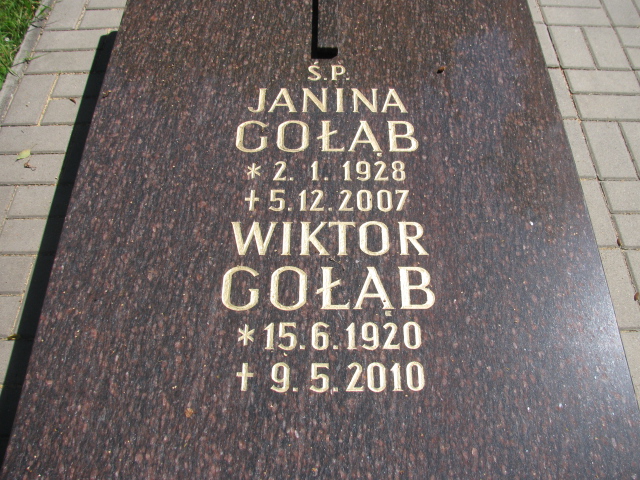 Ś.P.
JANINA
GOŁĄB
* 2. 1. 1928
† 5.12.2007
WIKTOR
GOŁĄB
* 15.6.1920
† 9.5.2010